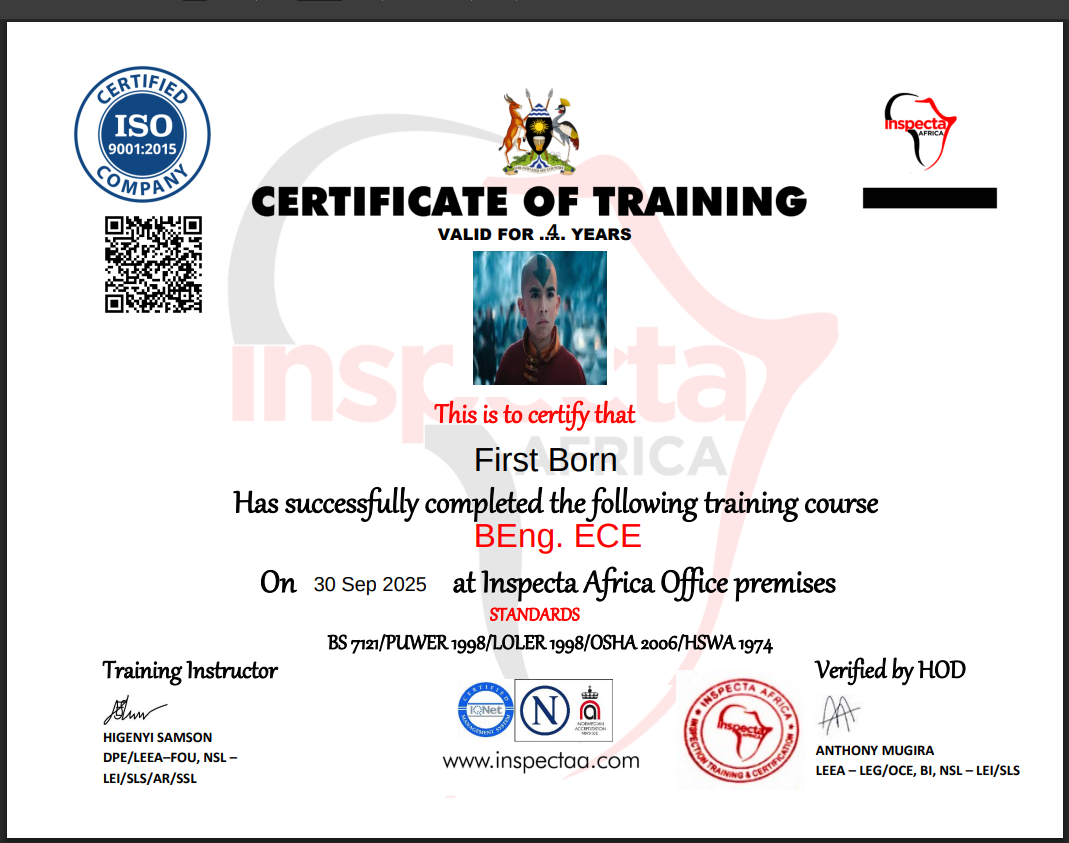 CERTIFIED
ISO
9001:2015
COMPANY
Inspecta
AFRICA
CERTIFICATE OF TRAINING
VALID FOR ..4.. YEARS
Inspecta
AFRICA
This is to certify that
First Born
Has successfully completed the following training course
BEng. ECE
On 30 Sep 2025 at Inspecta Africa Office premises
STANDARDS
BS 7121/PUWER 1998/LOLER 1998/OSHA 2006/HSWA 1974
Training Instructor
HIGENYI SAMSON
DPE/LEEA–FOU, NSL –
LEI/SLS/AR/SSL
CERTIFIED
IQNet
MANAGEMENT SYSTEM
N
NORWEGIAN
ACCREDITATION
www.inspectaa.com
INSPECTA AFRICA
Inspecta
AFRICA
INSPECTION TRAINING & CERTIFICATION
Verified by HOD
ANTHONY MUGIRA
LEEA – LEG/OCE, BI, NSL – LEI/SLS